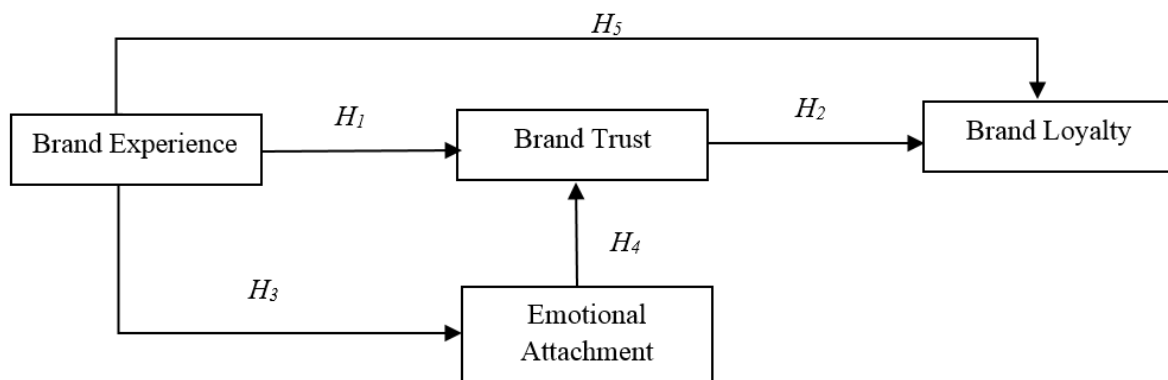 H5
Brand Experience
H1
Brand Trust
H2
Brand Loyalty
H4
H3
Emotional
Attachment